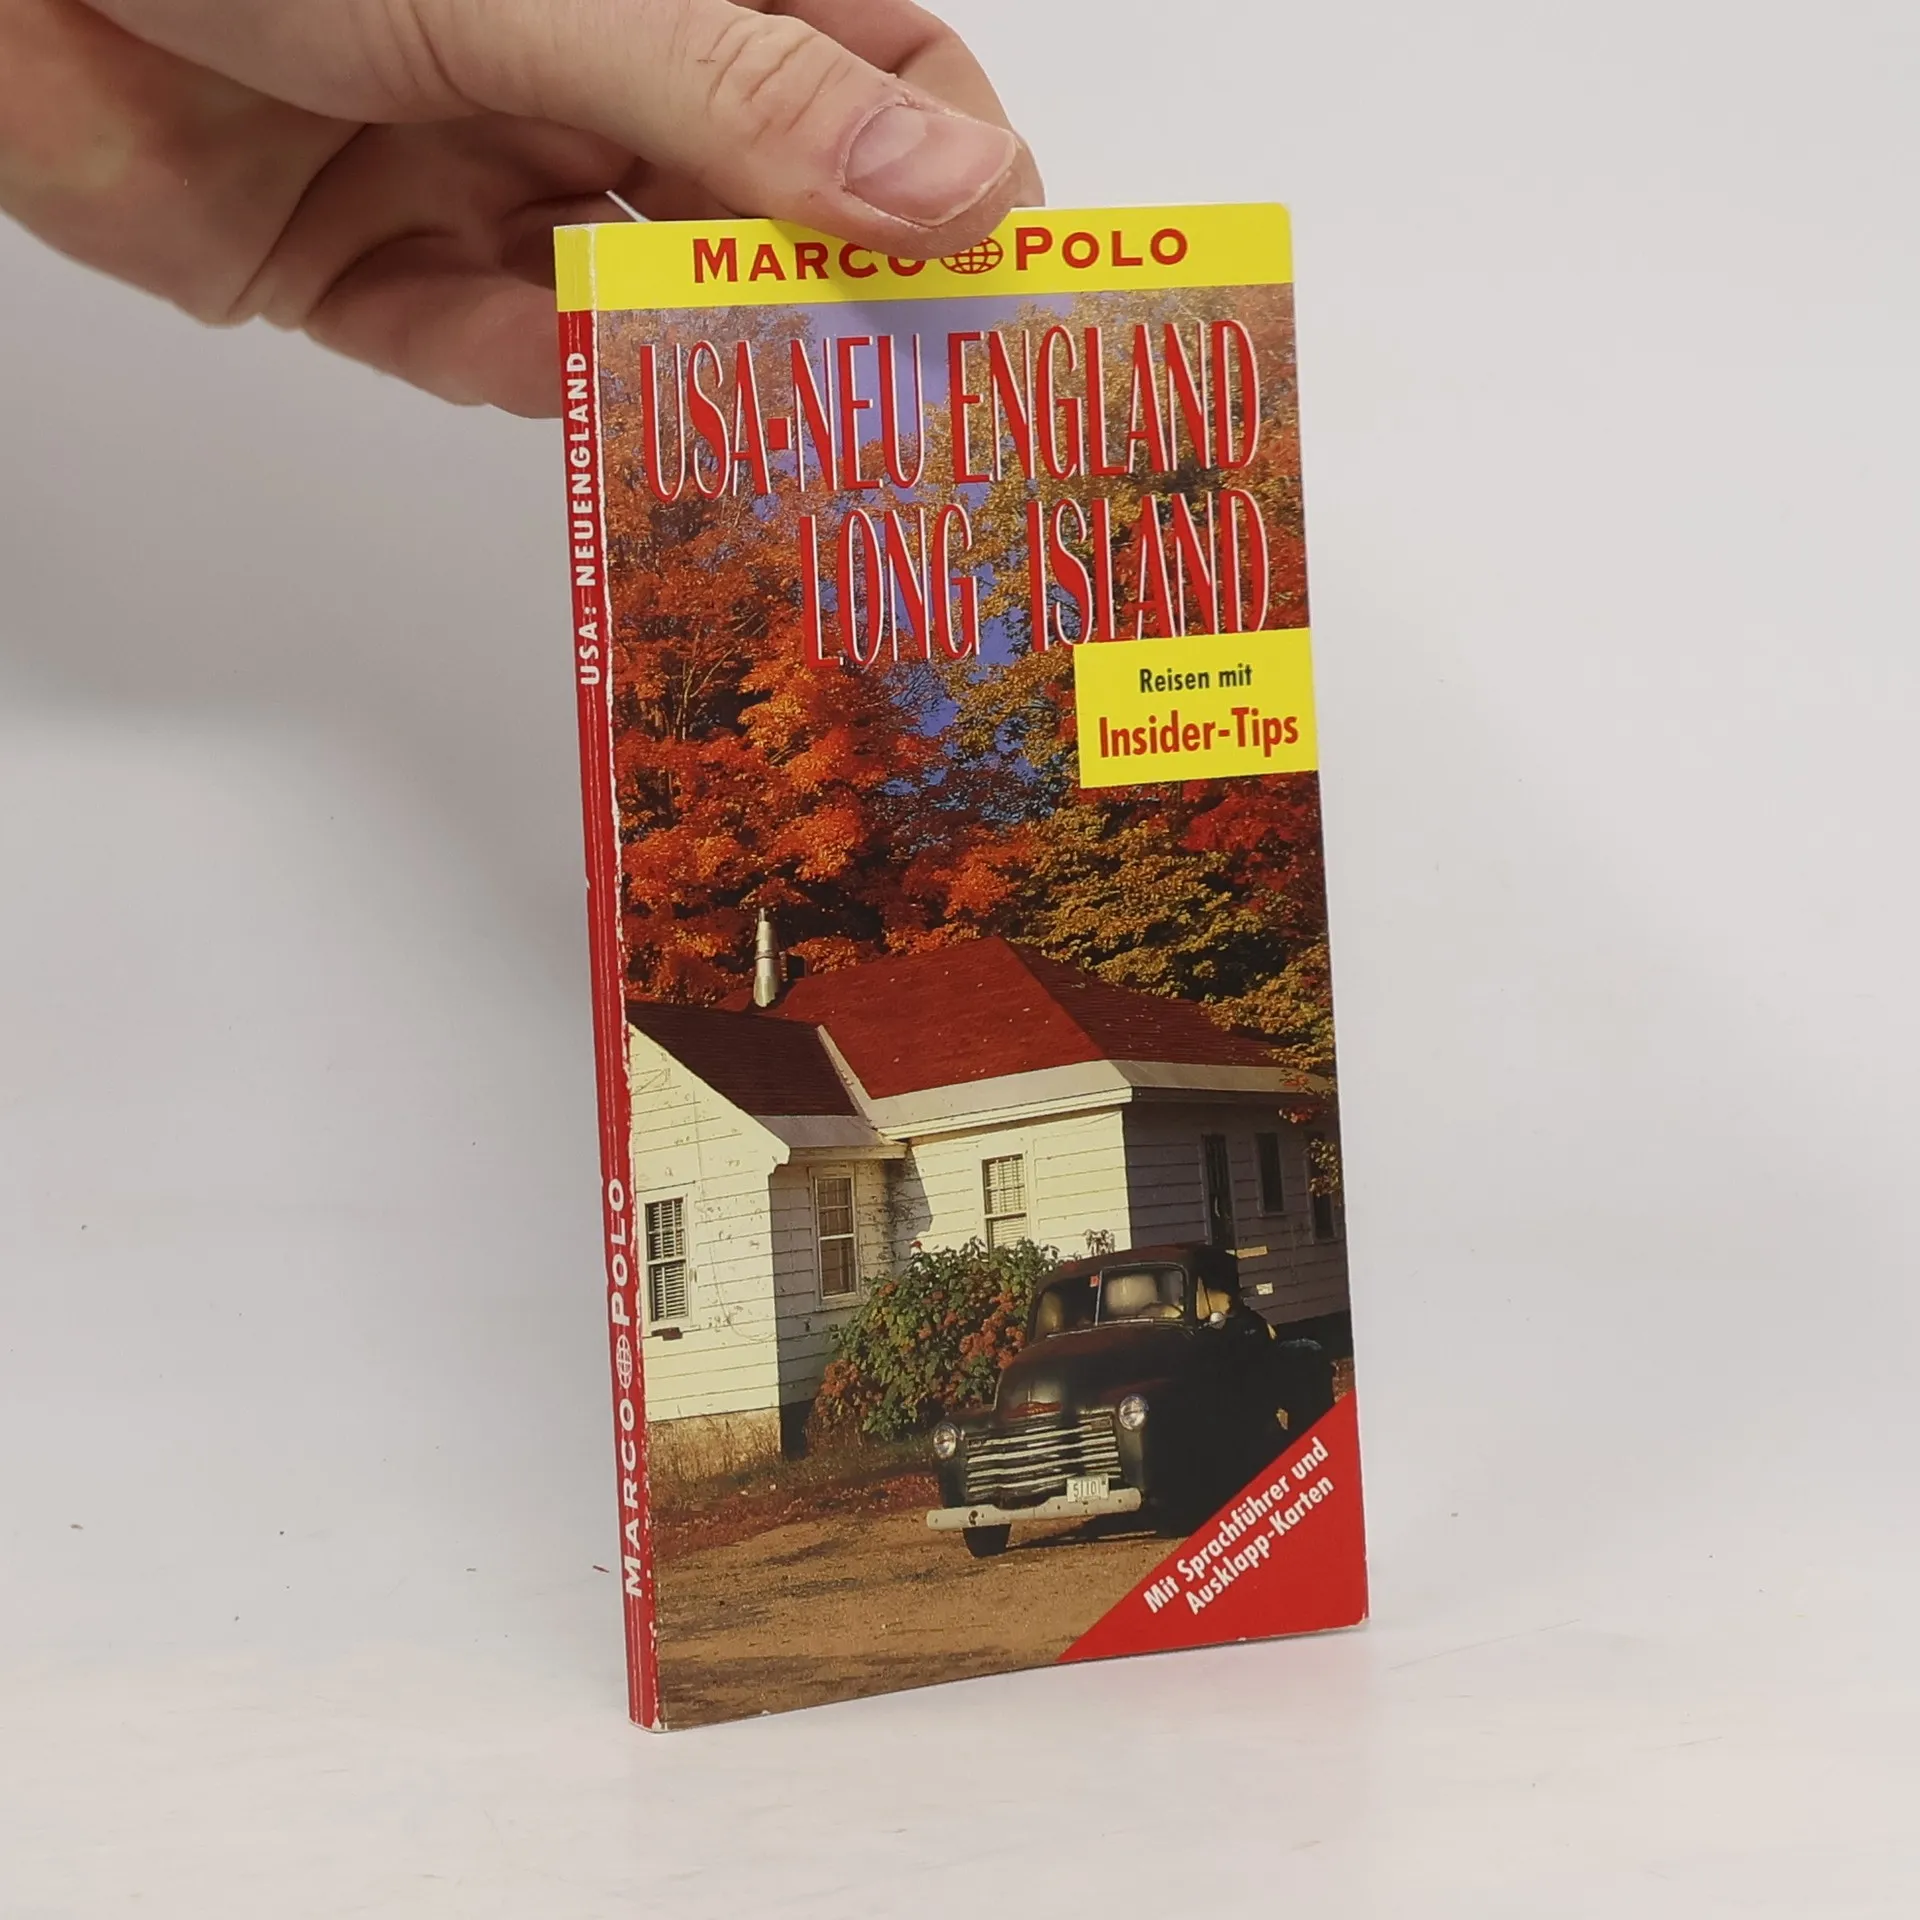 MARCO POLO
USA-NEU ENGLAND
LONG ISLAND
Reisen mit
Insider-Tips
Mit Sprachführer und
Ausklapp-Karten
USA: NEUENGLAND
MARCO POLO
51101